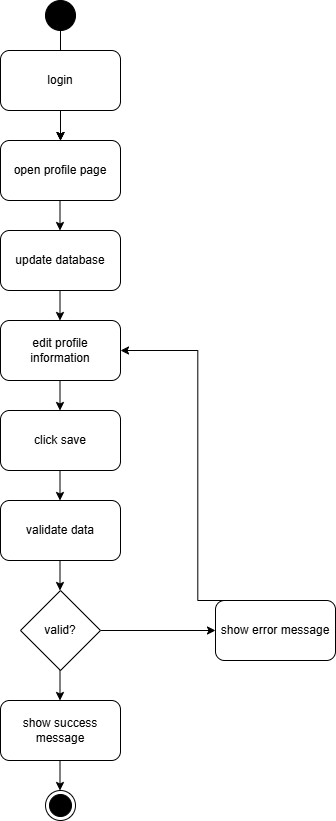 login
open profile page
update database
edit profile
information
click save
validate data
valid?
show error message
show success
message